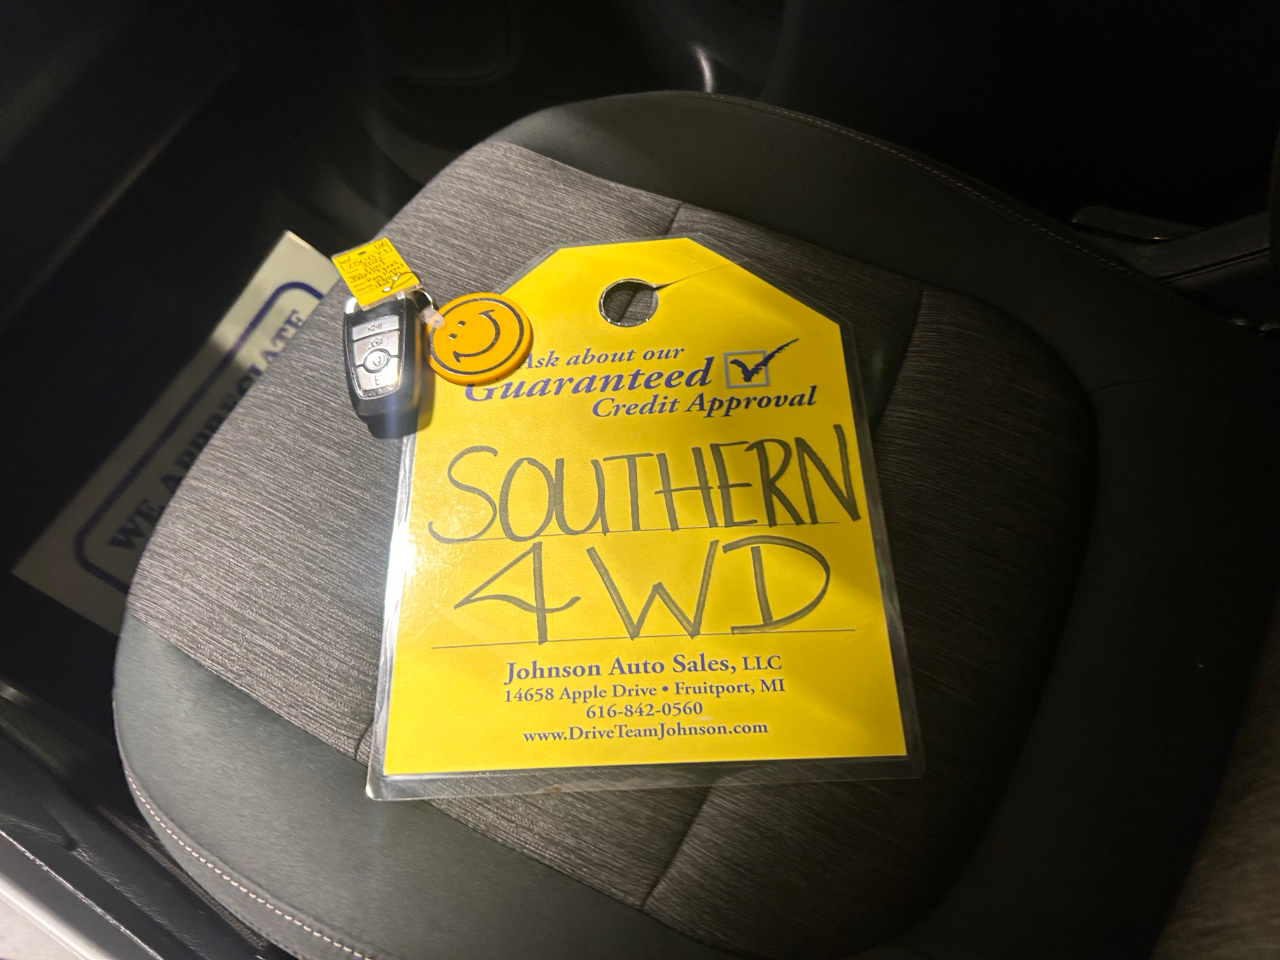 WE APPRECIATE
Ask about our
Guaranteed
Credit Approval
SOUTHERN
4WD
Johnson Auto Sales, LLC
14658 Apple Drive • Fruitport, MI
616-842-0560
www.DriveTeamJohnson.com